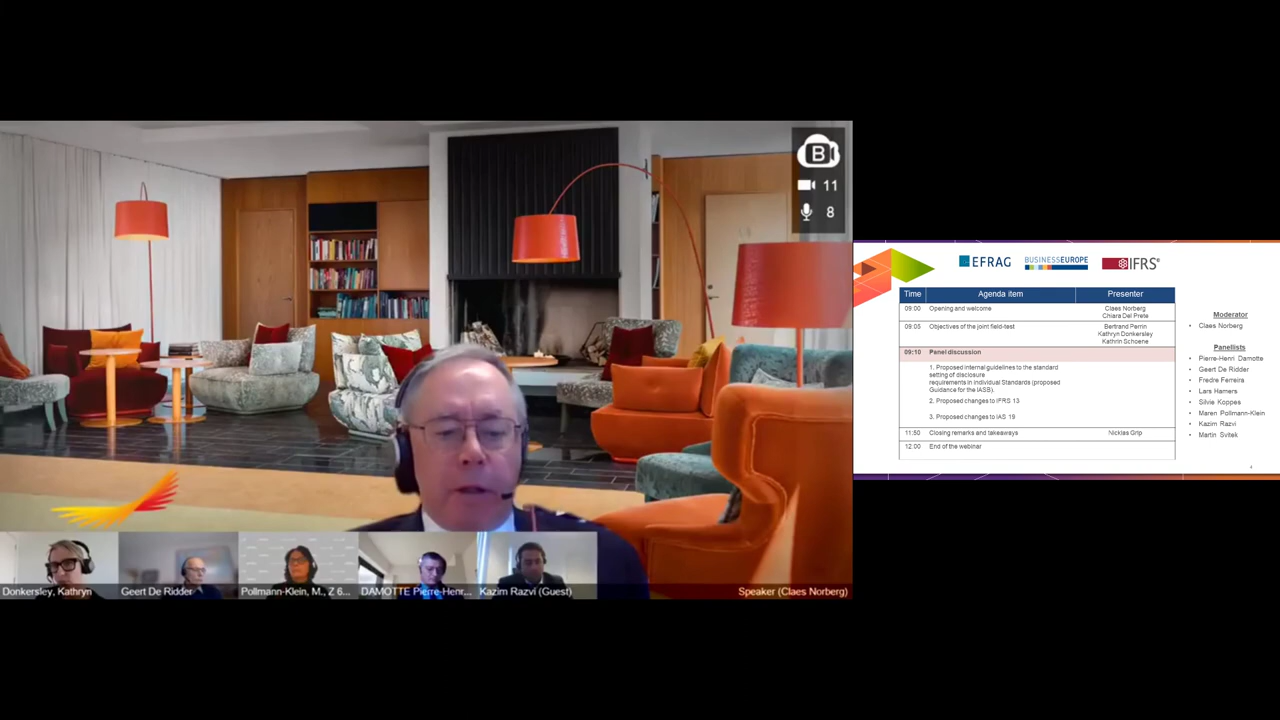 B
11
8
Donkersley, Kathryn
Geert De Ridder
Pollmann-Klein, M., Z 6...
DAMOTTE Pierre-Henr...
Kazim Razvi (Guest)
Speaker (Claes Norberg)
EFRAG
BUSINESSEUROPE
IFRS®
Time Agenda item Presenter
09:00 Opening and welcome Claes Norberg
Chiara Del Prete
09:05 Objectives of the joint field-test Bertrand Perrin
Kathryn Donkersley
Kathrin Schoene
09:10 Panel discussion
1. Proposed internal guidelines to the standard
setting of disclosure
requirements in individual Standards (proposed
Guidance for the IASB).
2. Proposed changes to IFRS 13
3. Proposed changes to IAS 19
11:50 Closing remarks and takeaways Nicklas Grip
12:00 End of the webinar
Moderator
• Claes Norberg
Panellists
• Pierre-Henri Damotte
• Geert De Ridder
• Fredre Ferreira
• Lars Hamers
• Silvie Koppes
• Maren Pollmann-Klein
• Kazim Razvi
• Martin Svitek
4